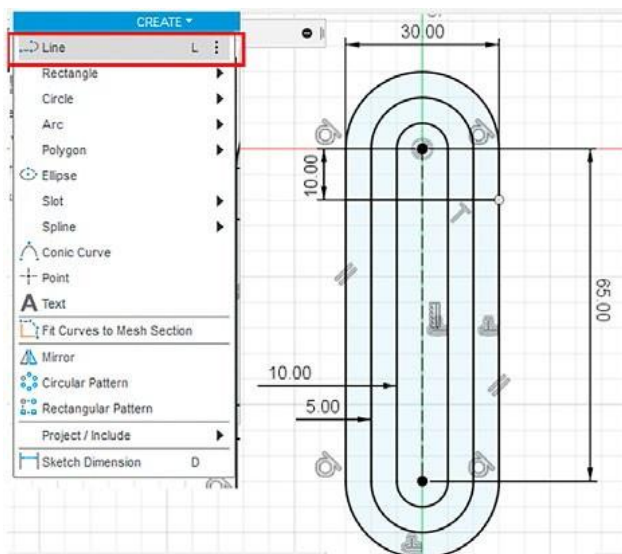 CREATE
Line L
Rectangle
Circle
Arc
Polygon
Ellipse
Slot
Spline
Conic Curve
Point
A Text
Fit Curves to Mesh Section
Mirror
Circular Pattern
Rectangular Pattern
Project / Include
Sketch Dimension D
30.00
10.00
65.00
10.00
5.00